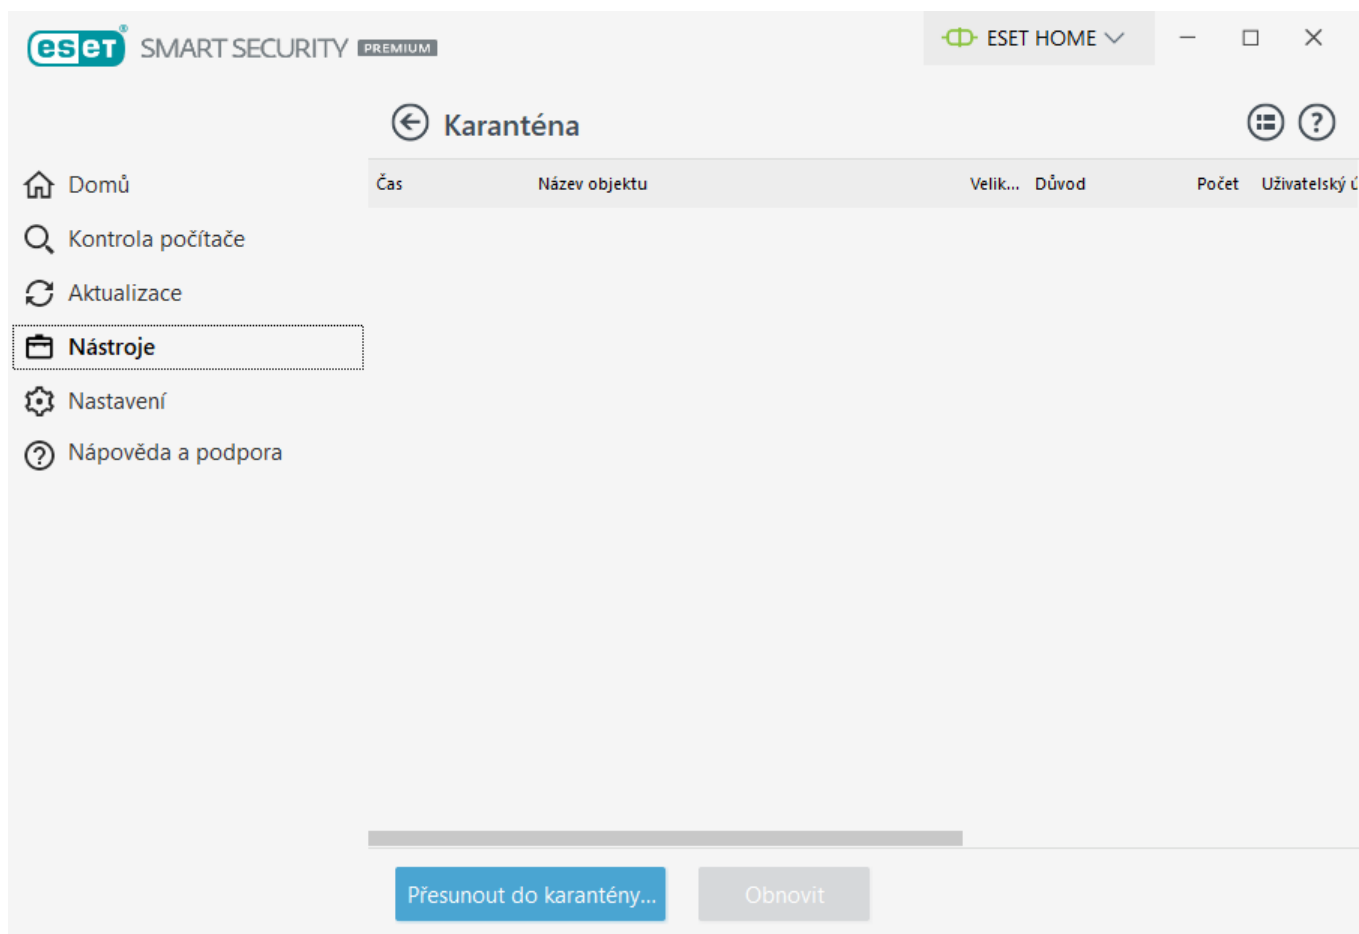 eset® SMART SECURITY PREMIUM
ESET HOME
Karanténa
?
Čas Název objektu Velik... Důvod Počet Uživatelský ú
Domů
Kontrola počítače
Aktualizace
Nástroje
Nastavení
Nápověda a podpora
Přesunout do karantény... Obnovit